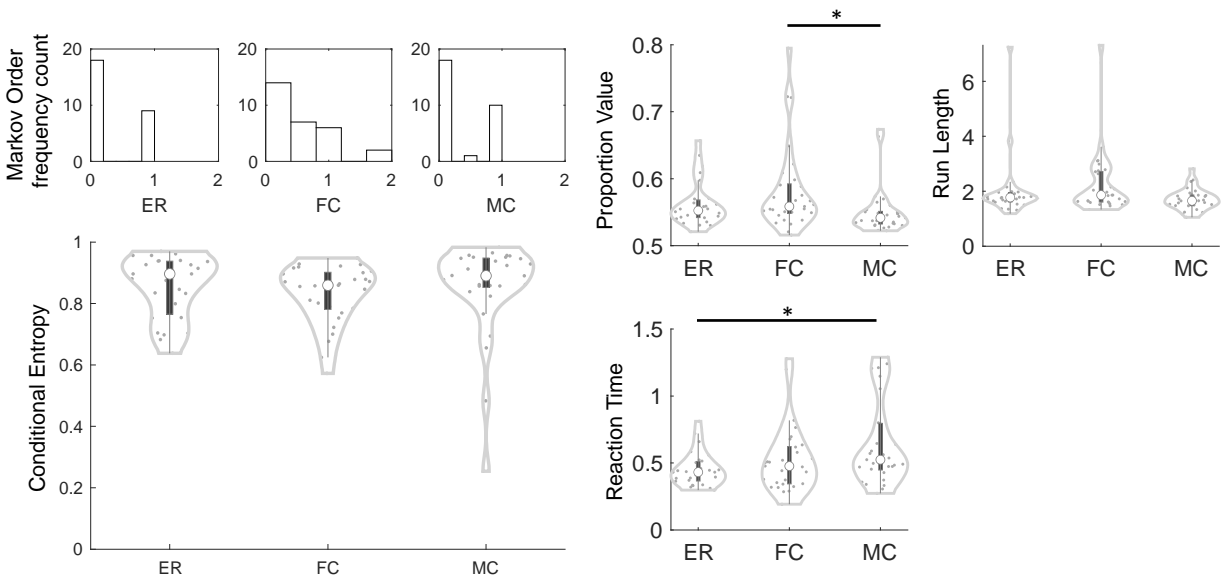 Markov Order
frequency count
20
10
0
0
1
2
ER
20
10
0
0
1
2
FC
20
10
0
0
1
2
MC
Conditional Entropy
1
0.8
0.6
0.4
0.2
0
ER
FC
MC
Proportion Value
*
0.8
0.7
0.6
0.5
ER
FC
MC
Run Length
6
4
2
0
ER
FC
MC
Reaction Time
*
1.5
1
0.5
0
ER
FC
MC